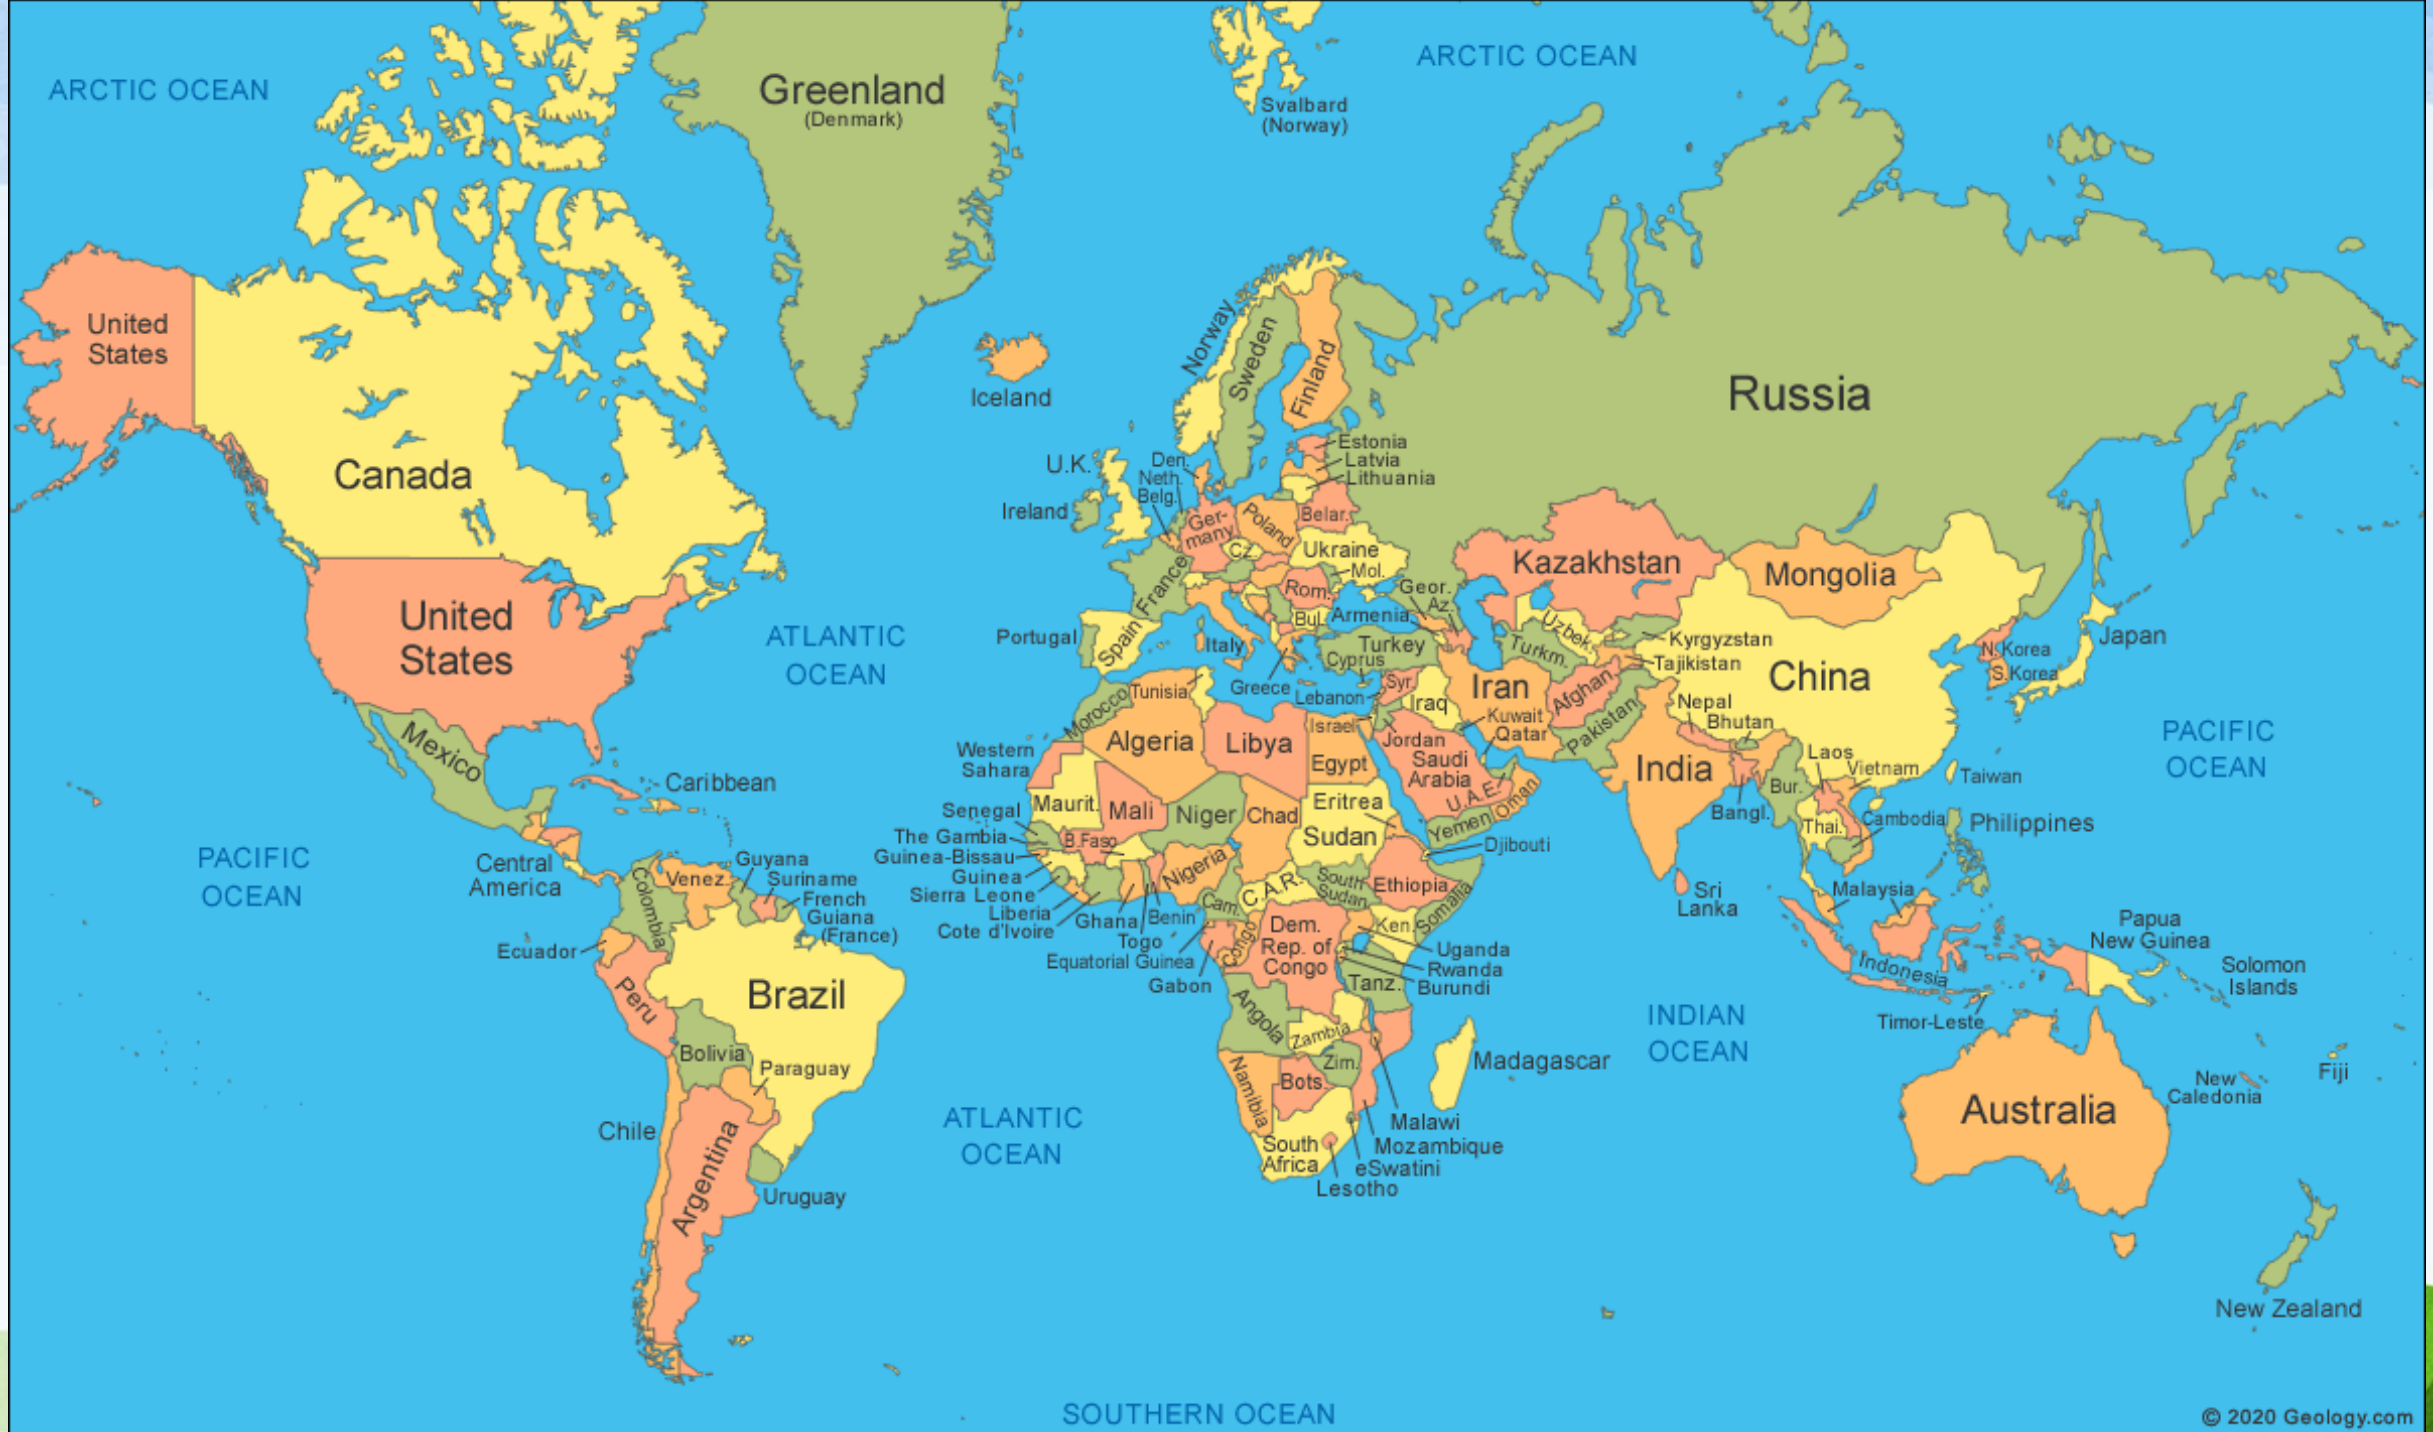 ARCTIC OCEAN
ARCTIC OCEAN
Greenland
(Denmark)
Svalbard
(Norway)
United
States
Canada
Iceland
Norway
Sweden
Finland
Russia
Estonia
Latvia
Lithuania
U.K.
Ireland
Den.
Neth.
Belg.
Ger-
many
Poland
Belar.
Cz.
Ukraine
Mol.
France
Rom.
Bul.
Italy
Spain
Portugal
Greece
Geor.
Az.
Armenia
Turkey
Cyprus
Lebanon
Syr.
Iraq
Israel
Jordan
Kuwait
Qatar
Saudi
Arabia
U.A.E.
Oman
Yemen
Iran
Kazakhstan
Uzbek.
Turkm.
Kyrgyzstan
Tajikistan
Afghan.
Pakistan
Mongolia
China
N.Korea
S.Korea
Japan
Nepal
Bhutan
India
Bangl.
Bur.
Laos
Vietnam
Thai.
Cambodia
Taiwan
Philippines
Sri
Lanka
Malaysia
Indonesia
Timor-Leste
Papua
New Guinea
Solomon
Islands
Fiji
New
Caledonia
Australia
New Zealand
United
States
Mexico
Caribbean
Central
America
ATLANTIC
OCEAN
PACIFIC
OCEAN
PACIFIC
OCEAN
Guyana
Suriname
French
Guiana
(France)
Venez.
Colombia
Ecuador
Peru
Brazil
Bolivia
Paraguay
Chile
Argentina
Uruguay
Morocco
Tunisia
Algeria
Libya
Egypt
Western
Sahara
Maurit.
Mali
Niger
Chad
Eritrea
Sudan
Djibouti
Senegal
The Gambia
Guinea-Bissau
Guinea
Sierra Leone
Liberia
Cote d'Ivoire
B.Faso
Ghana
Togo
Benin
Nigeria
Cam.
C.A.R.
South
Sudan
Ethiopia
Somalia
Equatorial Guinea
Gabon
Congo
Dem.
Rep. of
Congo
Ken.
Uganda
Rwanda
Burundi
Tanz.
Angola
Zambia
Zim.
Bots.
Namibia
South
Africa
Malawi
Mozambique
eSwatini
Lesotho
Madagascar
INDIAN
OCEAN
ATLANTIC
OCEAN
SOUTHERN OCEAN
© 2020 Geology.com